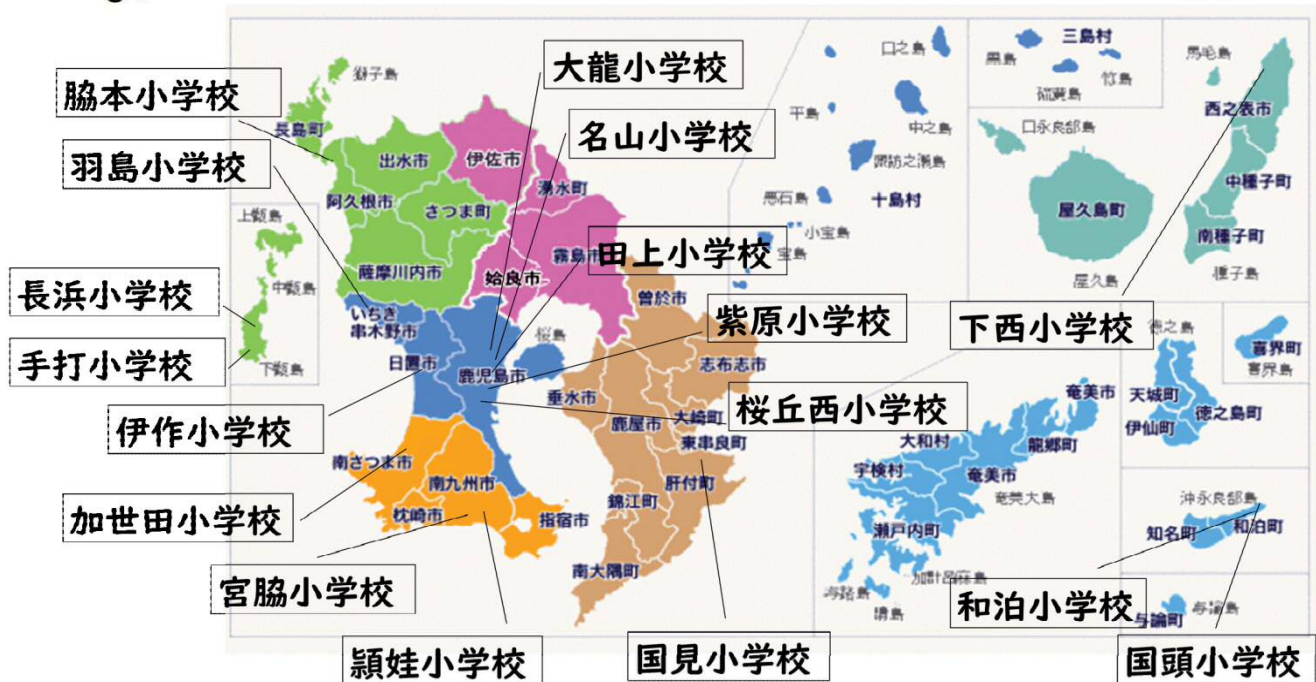 大龍小学校
脇本小学校
名山小学校
羽島小学校
田上小学校
長浜小学校
紫原小学校
下西小学校
手打小学校
伊作小学校
桜丘西小学校
加世田小学校
宮脇小学校
和泊小学校
頴娃小学校
国見小学校
国頭小学校
獅子島
長島町
出水市
伊佐市
湧水町
阿久根市
さつま町
霧島市
上甑島
薩摩川内市
姶良市
曽於市
中甑島
いちき
串木野市
桜島
日置市
鹿児島市
志布志市
下甑島
垂水市
鹿屋市
大崎町
東串良町
南さつま市
南九州市
錦江町
肝付町
枕崎市
指宿市
南大隅町
口之島
平島
中之島
諏訪之瀬島
悪石島
十島村
小宝島
宝島
三島村
黒島
竹島
硫黄島
馬毛島
西之表市
口永良部島
中種子町
屋久島町
南種子町
屋久島
種子島
徳之島
喜界町
喜界島
天城町
徳之島町
伊仙町
奄美市
龍郷町
大和村
宇検村
奄美市
奄美大島
瀬戸内町
加計呂麻島
与路島
請島
沖永良部島
知名町
和泊町
与論島
与論町